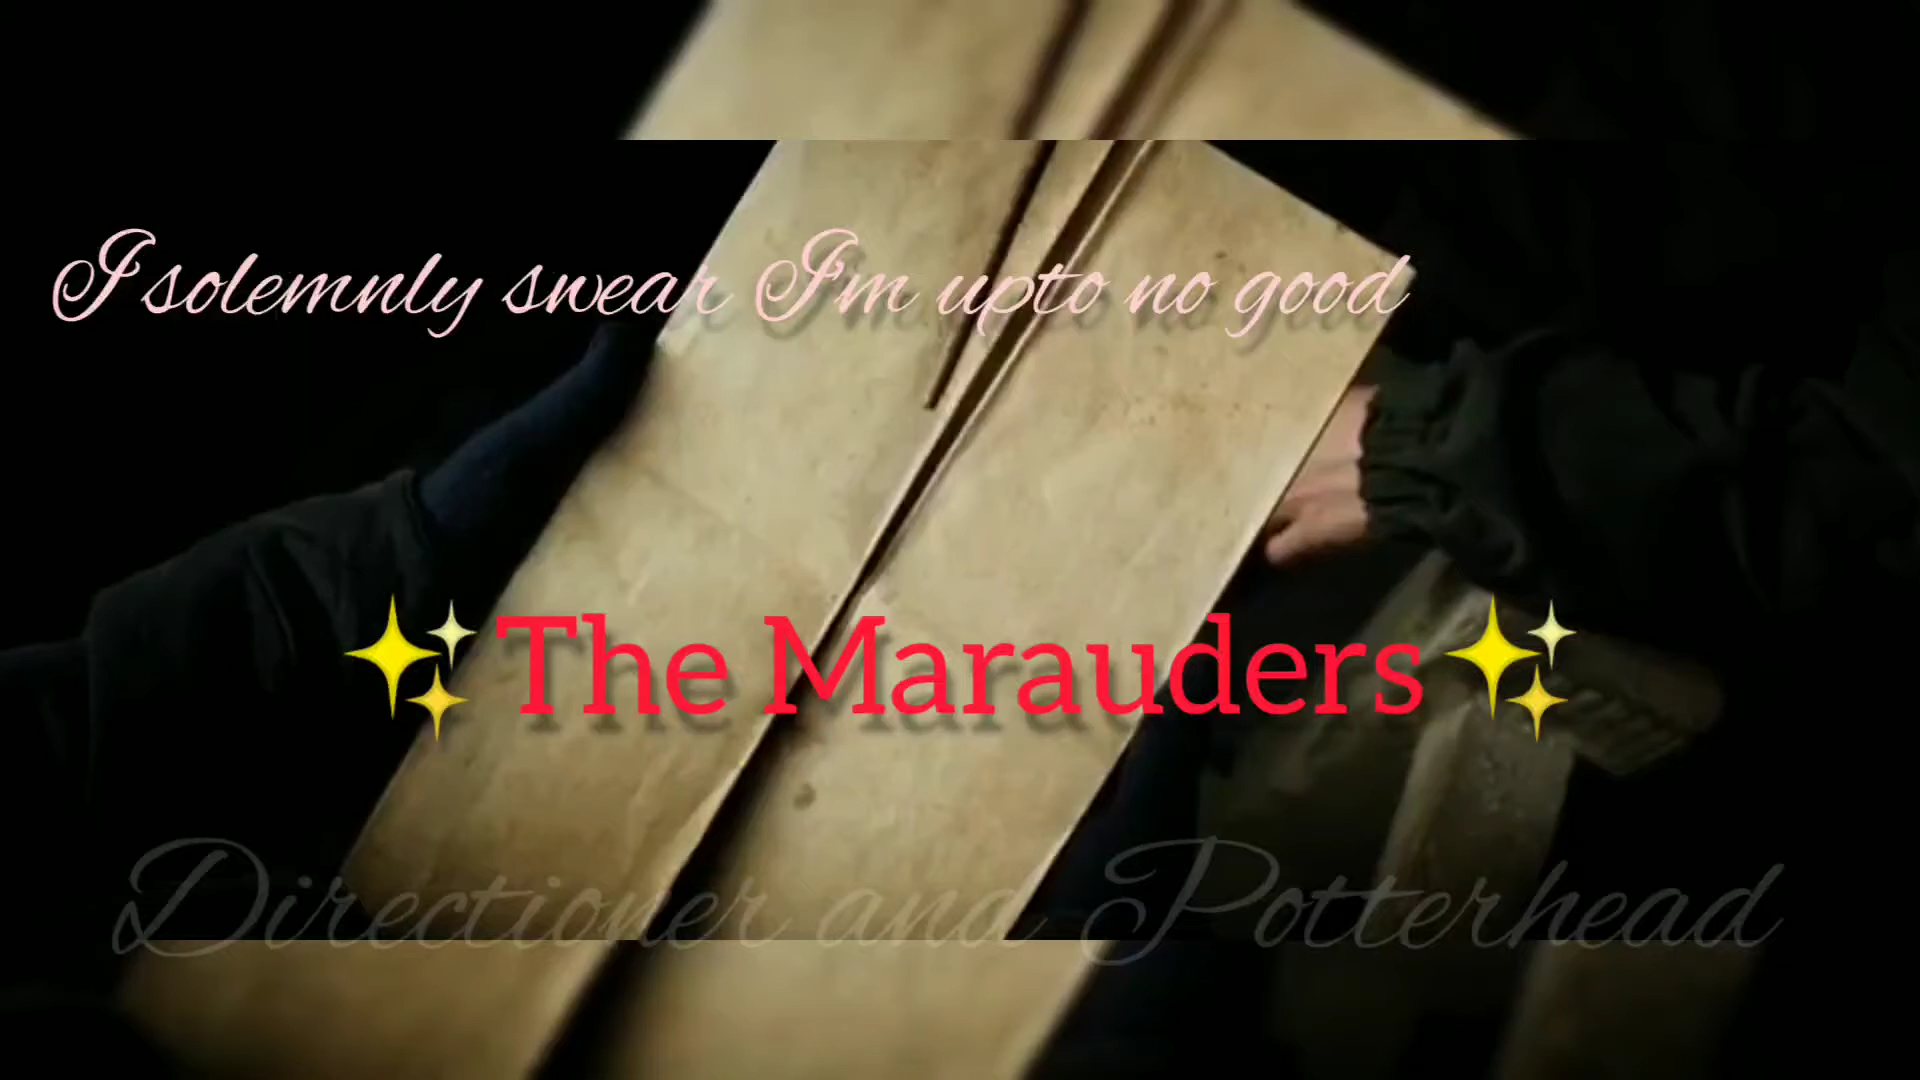 I solemnly swear I'm upto no good
✨The Marauders✨
Directioner and Potterhead